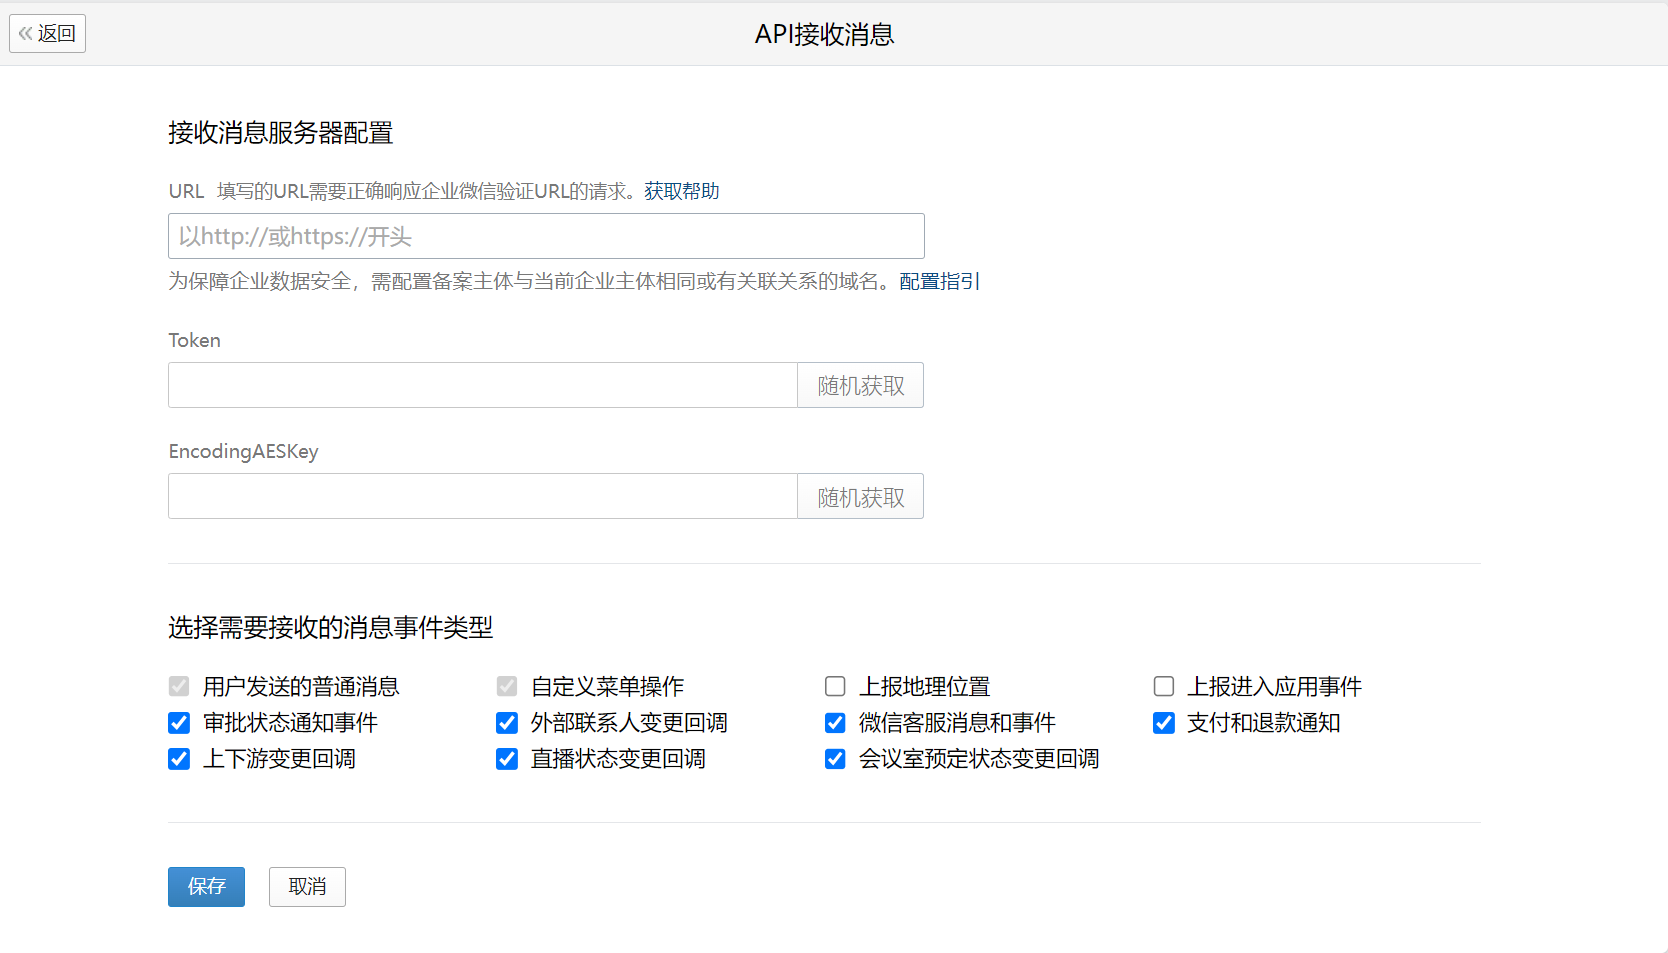 返回
API接收消息
接收消息服务器配置
URL 填写的URL需要正确响应企业微信验证URL的请求。获取帮助
以http://或https://开头
为保障企业数据安全，需配置备案主体与当前企业主体相同或有关联关系的域名。配置指引
Token
随机获取
EncodingAESKey
随机获取
选择需要接收的消息事件类型
用户发送的普通消息 自定义菜单操作 上报地理位置 上报进入应用事件
审批状态通知事件 外部联系人变更回调 微信客服消息和事件 支付和退款通知
上下游变更回调 直播状态变更回调 会议室预定状态变更回调
保存 取消